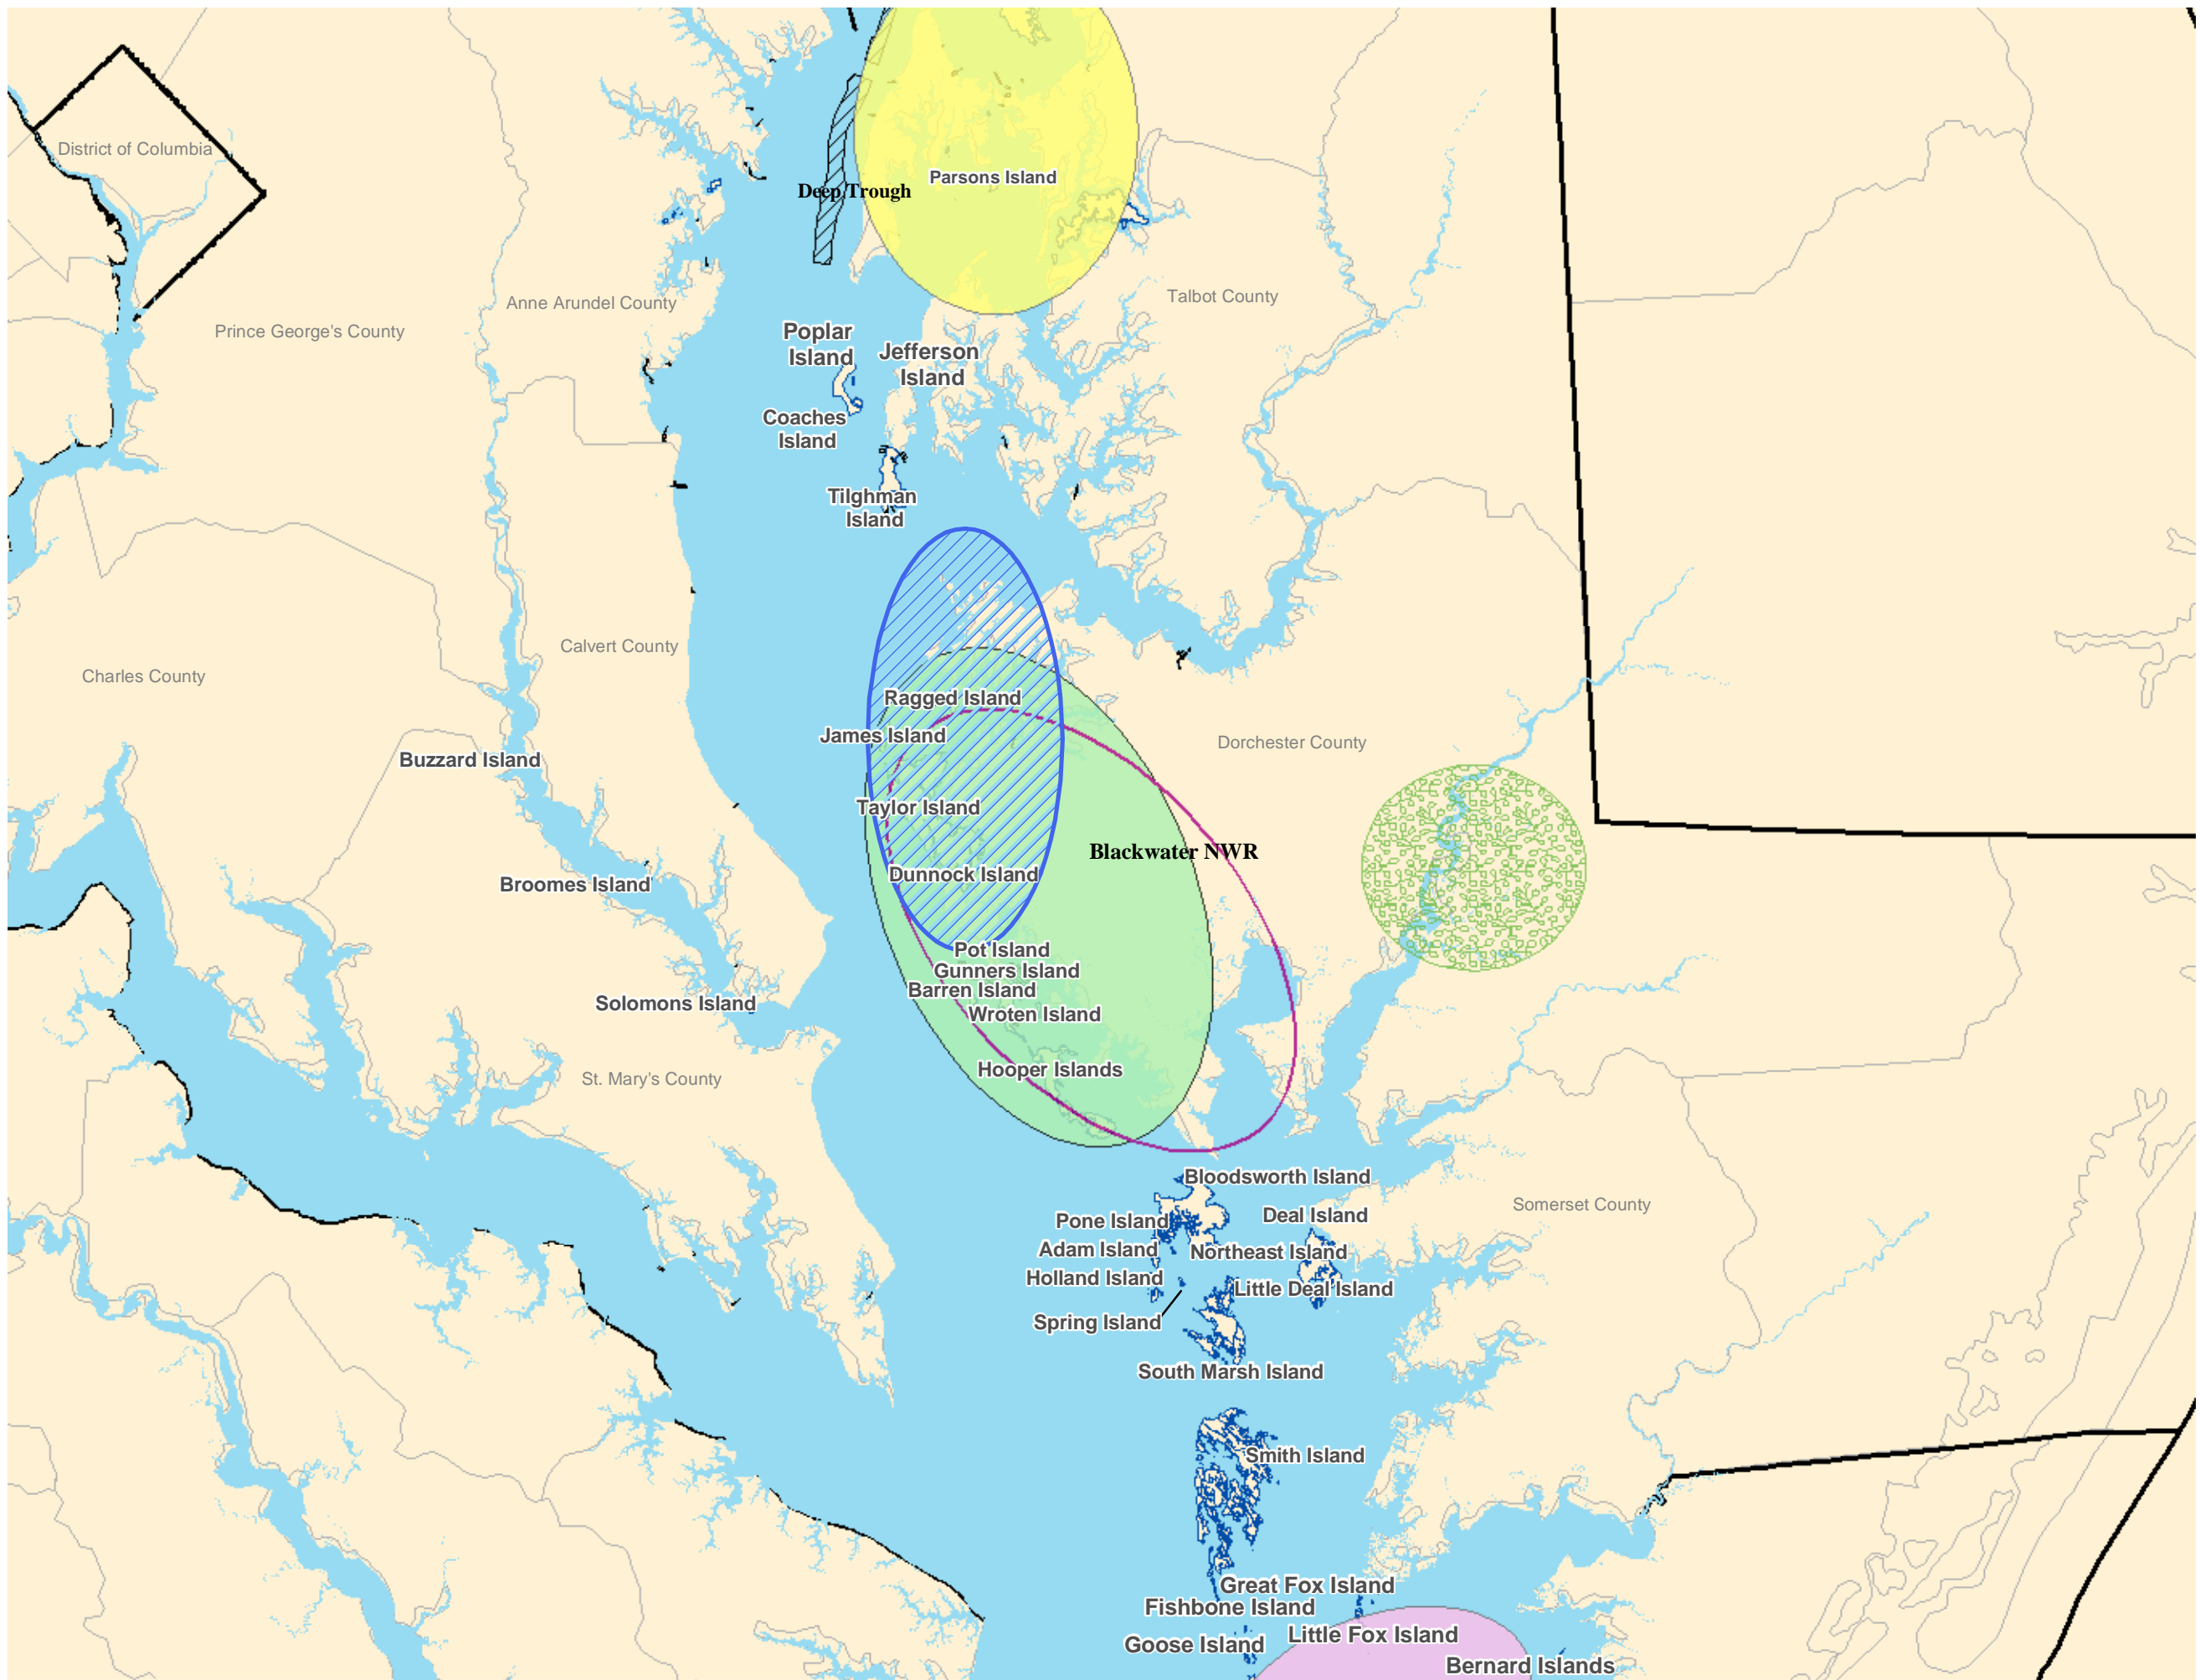 District of Columbia
Parsons Island
Deep Trough
Talbot County
Anne Arundel County
Prince George's County
Poplar
Island
Jefferson
Island
Coaches
Island
Tilghman
Island
Calvert County
Charles County
Ragged Island
James Island
Dorchester County
Buzzard Island
Taylor Island
Blackwater NWR
Dunnock Island
Broomes Island
Pot Island
Gunners Island
Barren Island
Solomons Island
Wroten Island
Hooper Islands
St. Mary's County
Bloodsworth Island
Somerset County
Deal Island
Pone Island
Adam Island
Northeast Island
Holland Island
Little Deal Island
Spring Island
South Marsh Island
Smith Island
Great Fox Island
Fishbone Island
Little Fox Island
Goose Island
Bernard Islands